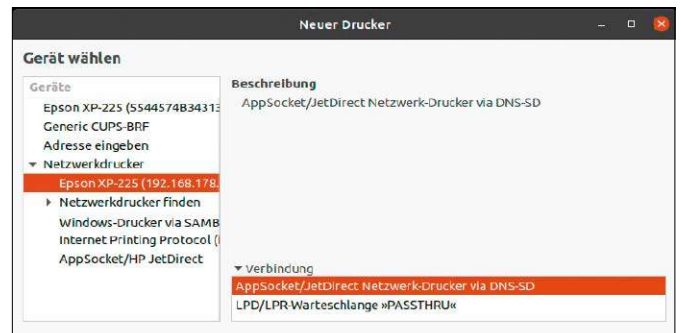 Neuer Drucker
Gerät wählen
Geräte
Epson XP-225 (5544574B34313
Generic CUPS-BRF
Adresse eingeben
Netzwerkdrucker
Epson XP-225 (192.168.178.
Netzwerkdrucker finden
Windows-Drucker via SAMB
Internet Printing Protocol (
AppSocket/HP JetDirect
Beschreibung
AppSocket/JetDirect Netzwerk-Drucker via DNS-SD
Verbindung
AppSocket/JetDirect Netzwerk-Drucker via DNS-SD
LPD/LPR-Warteschlange »PASSTHRU«